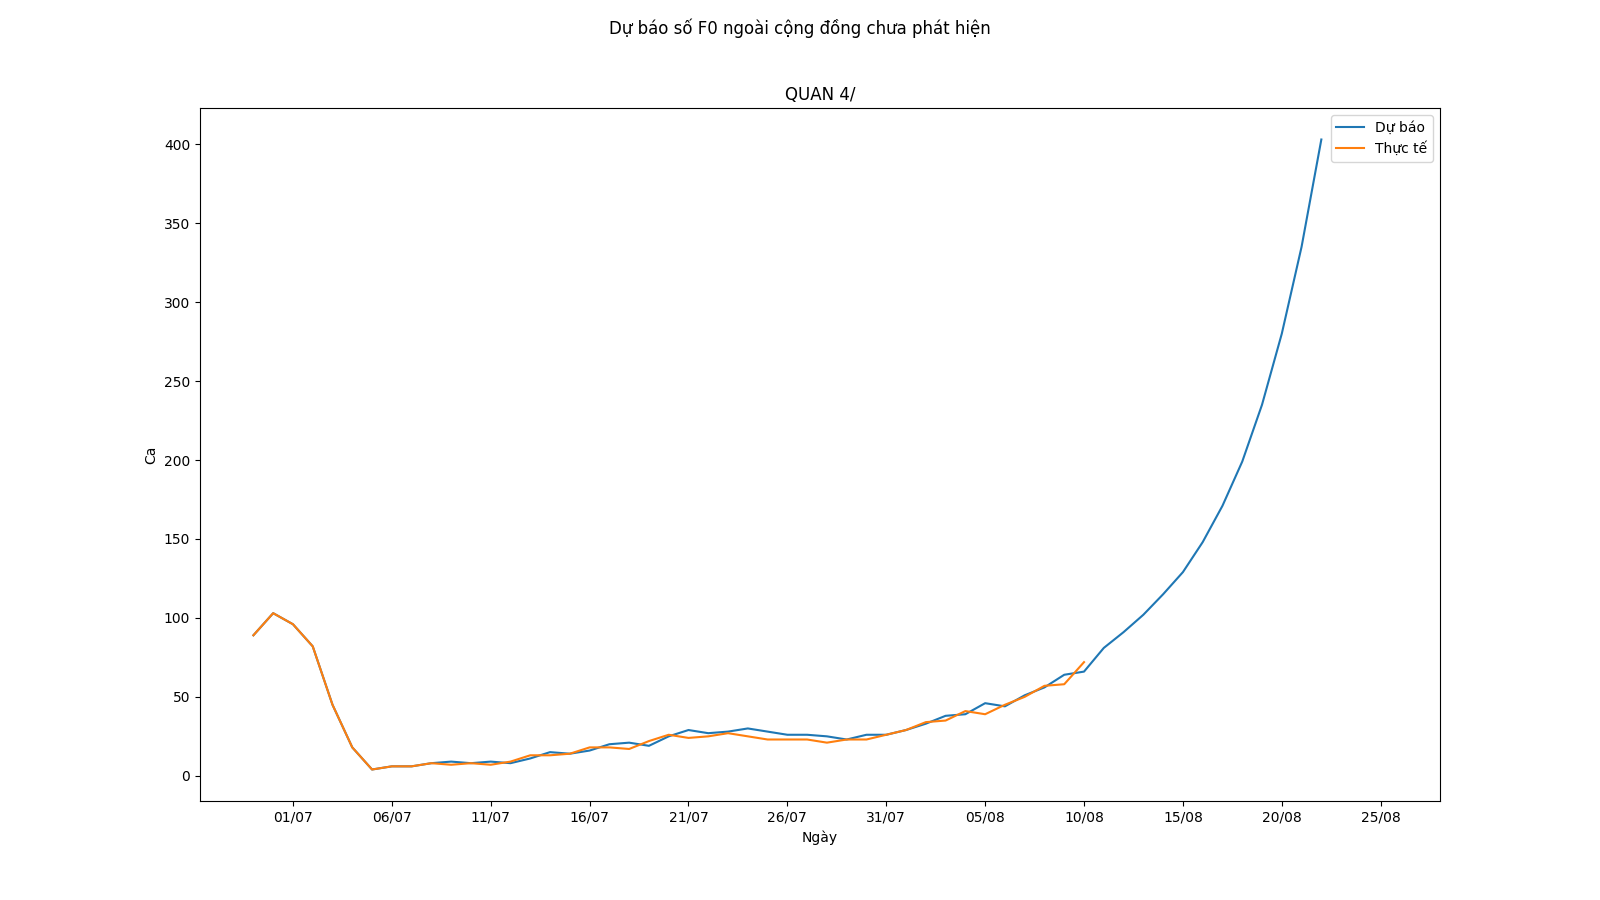 Dự báo số F0 ngoài cộng đồng chưa phát hiện
QUAN 4/
Dự báo
Thực tế
400
350
300
250
200
150
100
50
0
Ca
01/07 06/07 11/07 16/07 21/07 26/07 31/07 05/08 10/08 15/08 20/08 25/08
Ngày